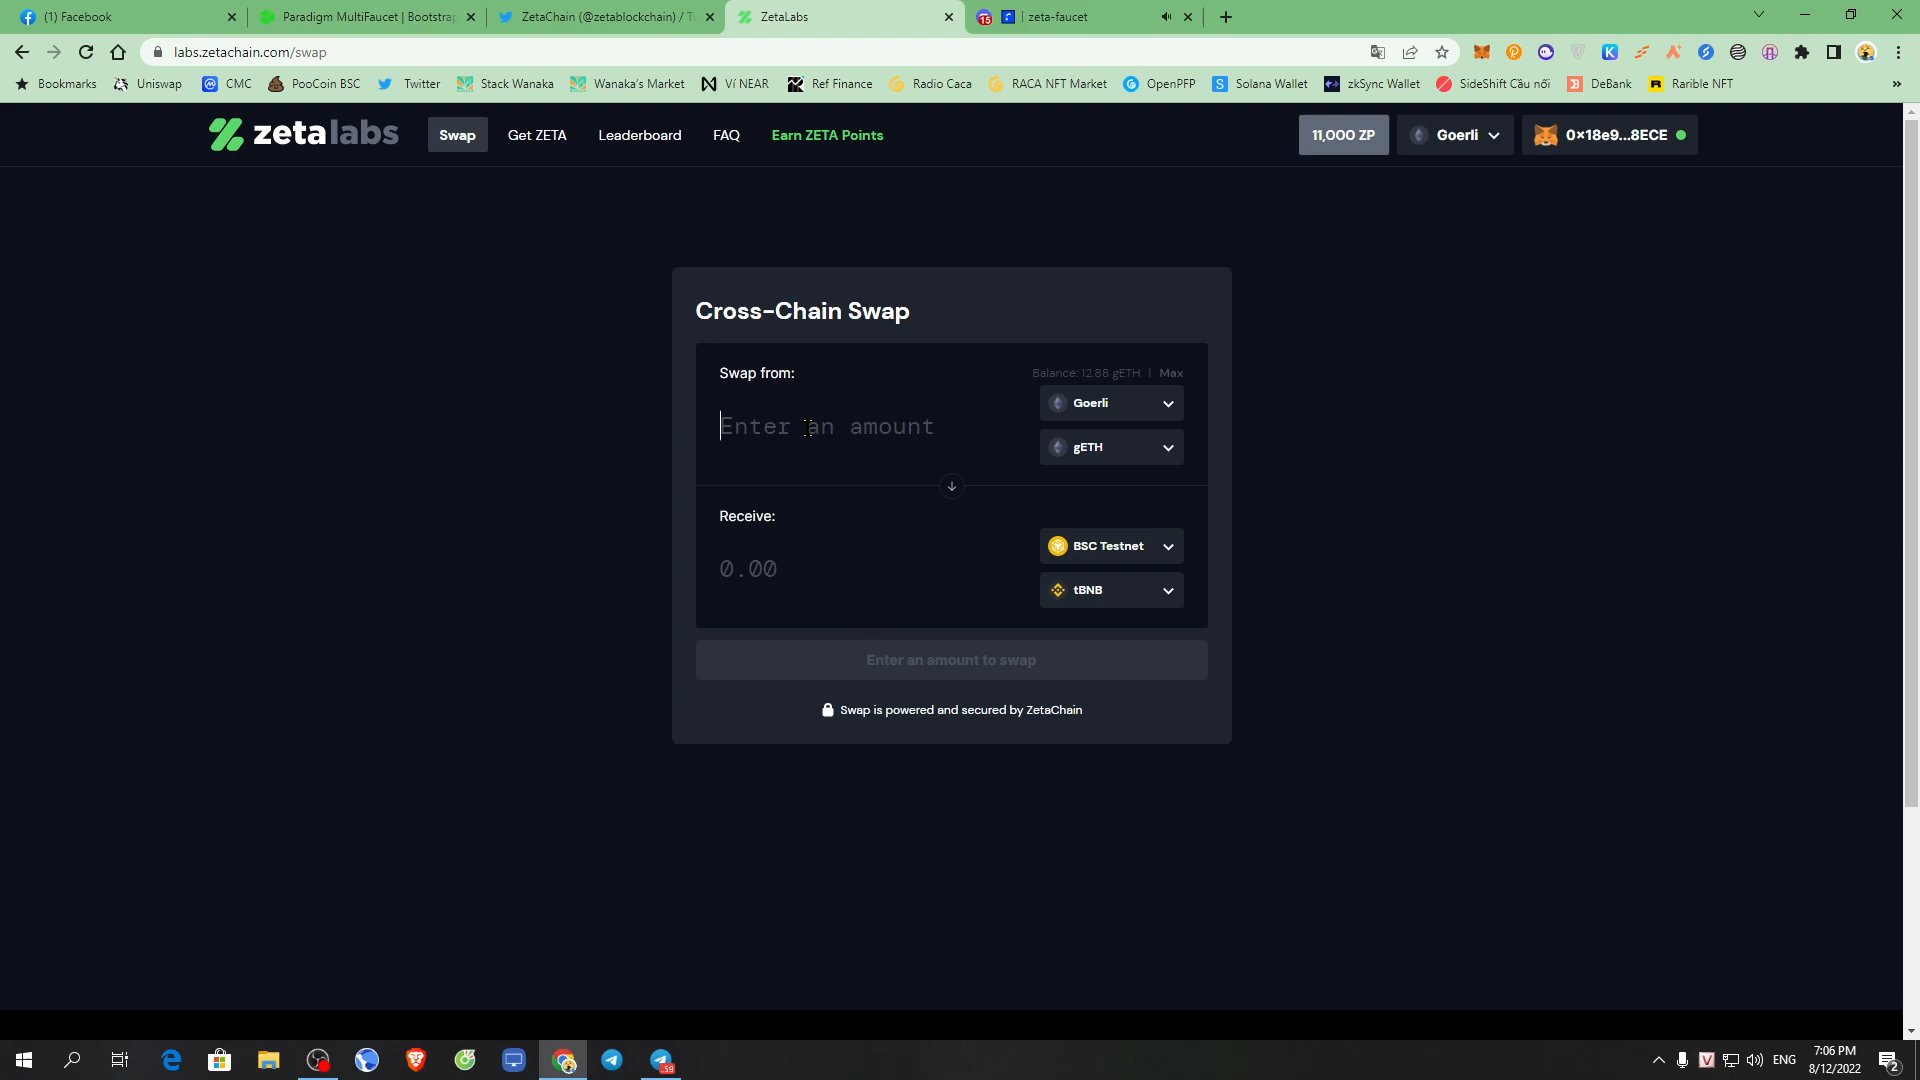 (1) Facebook
Paradigm MultiFaucet | Bootstrap
ZetaChain (@zetablockchain) / Tw
ZetaLabs
15
| zeta-faucet
labs.zetachain.com/swap
Bookmarks
Uniswap
CMC
PooCoin BSC
Twitter
Stack Wanaka
Wanaka's Market
Ví NEAR
Ref Finance
Radio Caca
RACA NFT Market
OpenPFP
Solana Wallet
zkSync Wallet
SideShift Cầu nối
DeBank
Rarible NFT
»
zetalabs
Swap
Get ZETA
Leaderboard
FAQ
Earn ZETA Points
11,000 ZP
Goerli
0x18e9...8ECE
Cross-Chain Swap
Swap from:
Balance: 12.88 gETH | Max
Enter an amount
Goerli
gETH
Receive:
0.00
BSC Testnet
tBNB
Enter an amount to swap
Swap is powered and secured by ZetaChain
..59
ENG
7:06 PM
8/12/2022
2